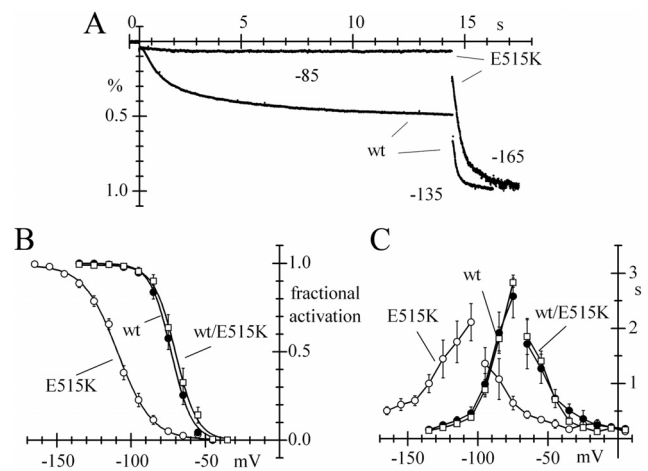 A
0 5 10 15 s
E515K
-85
%
0.5
wt
-165
-135
1.0
B
C
1.0
fractional
activation
wt
wt/E515K
0.5
E515K
0.0
-150 -100 -50 mV
3
s
wt
E515K
wt/E515K
2
1
-150 -100 -50 mV